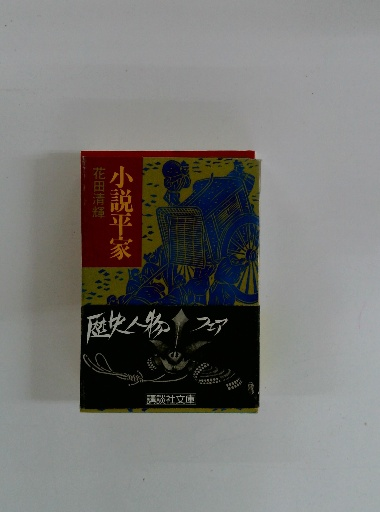 小説平家
花田清輝
歴史人物フェア
講談社文庫